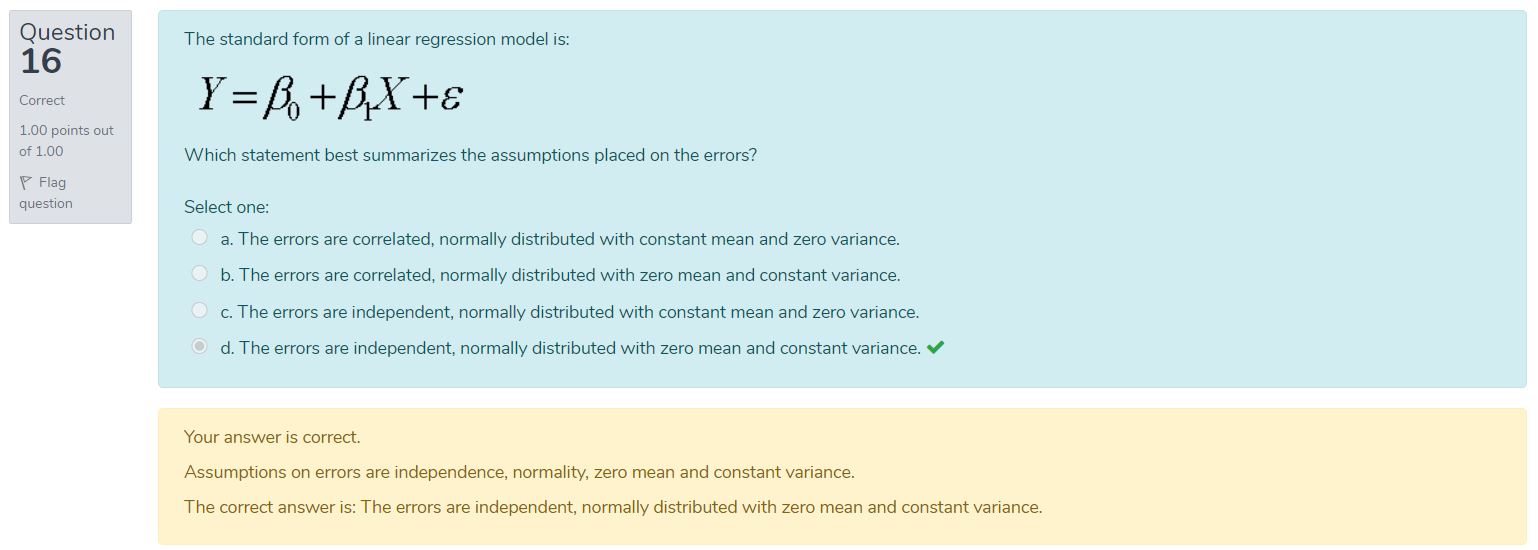 Question
16
Correct
1.00 points out
of 1.00
Flag
question
The standard form of a linear regression model is:
Y = β₀ + β₁X + ε
Which statement best summarizes the assumptions placed on the errors?
Select one:
a. The errors are correlated, normally distributed with constant mean and zero variance.
b. The errors are correlated, normally distributed with zero mean and constant variance.
c. The errors are independent, normally distributed with constant mean and zero variance.
d. The errors are independent, normally distributed with zero mean and constant variance.
Your answer is correct.
Assumptions on errors are independence, normality, zero mean and constant variance.
The correct answer is: The errors are independent, normally distributed with zero mean and constant variance.